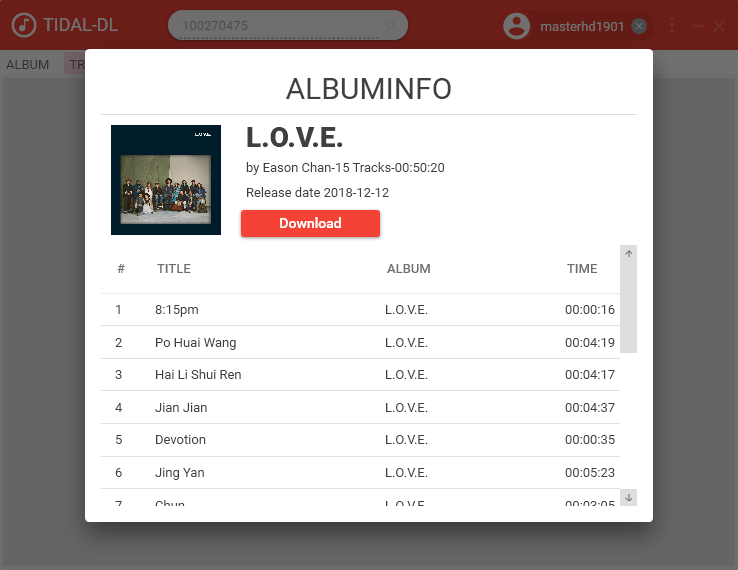 TIDAL-DL
100270475
masterhd1901
ALBUM
TR
ALBUMINFO
L.O.V.E.
L.O.V.E.
by Eason Chan-15 Tracks-00:50:20
Release date 2018-12-12
Download
# TITLE ALBUM TIME
1 8:15pm L.O.V.E. 00:00:16
2 Po Huai Wang L.O.V.E. 00:04:19
3 Hai Li Shui Ren L.O.V.E. 00:04:17
4 Jian Jian L.O.V.E. 00:04:37
5 Devotion L.O.V.E. 00:00:35
6 Jing Yan L.O.V.E. 00:05:23
7 Chun L.O.V.E. 00:03:05